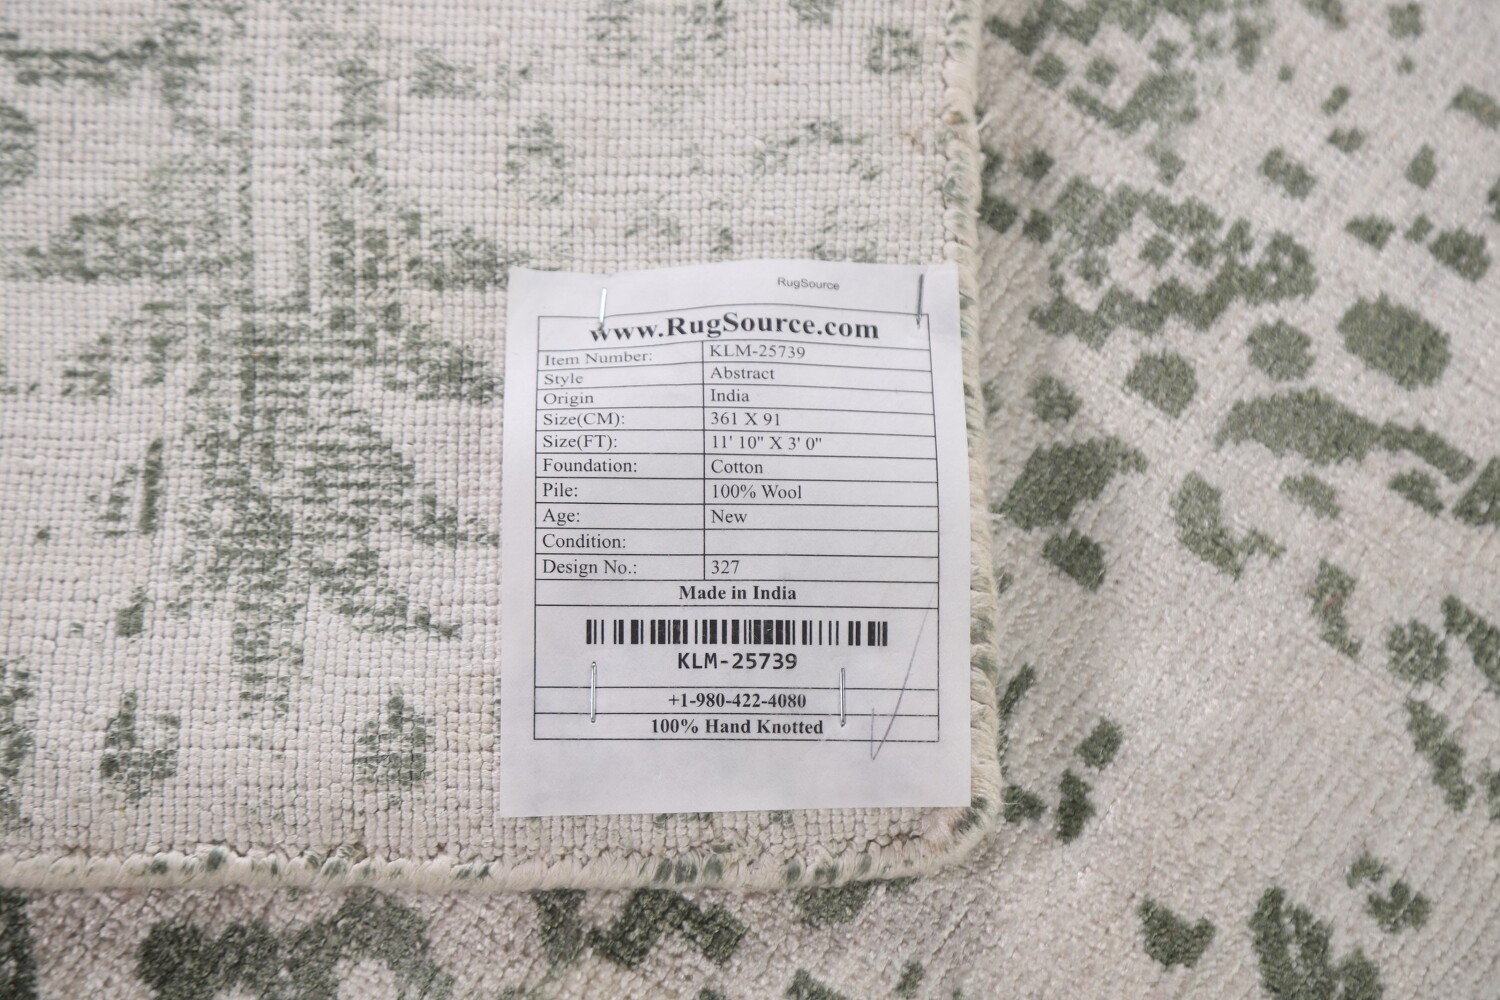 RugSource
www.RugSource.com
Item Number: KLM-25739
Style Abstract
Origin India
Size(CM): 361 X 91
Size(FT): 11' 10" X 3' 0"
Foundation: Cotton
Pile: 100% Wool
Age: New
Condition:
Design No.: 327
Made in India
KLM-25739
+1-980-422-4080
100% Hand Knotted